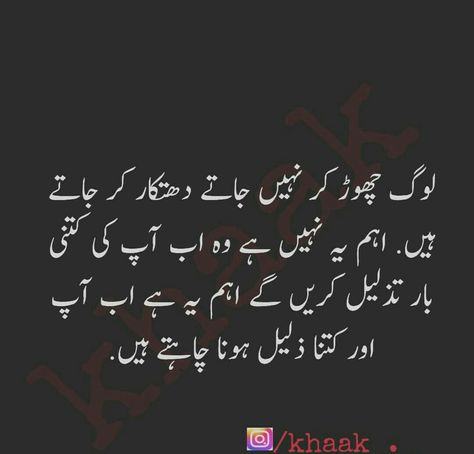 لوگ چھوڑ کر نہیں جاتے دھتکار کر جاتے
ہیں. اہم یہ نہیں ہے وہ اب آپ کی کتنی
بار تذلیل کریں گے اہم یہ ہے اب آپ
اور کتنا ذلیل ہونا چاہتے ہیں.
khaak
/khaak .